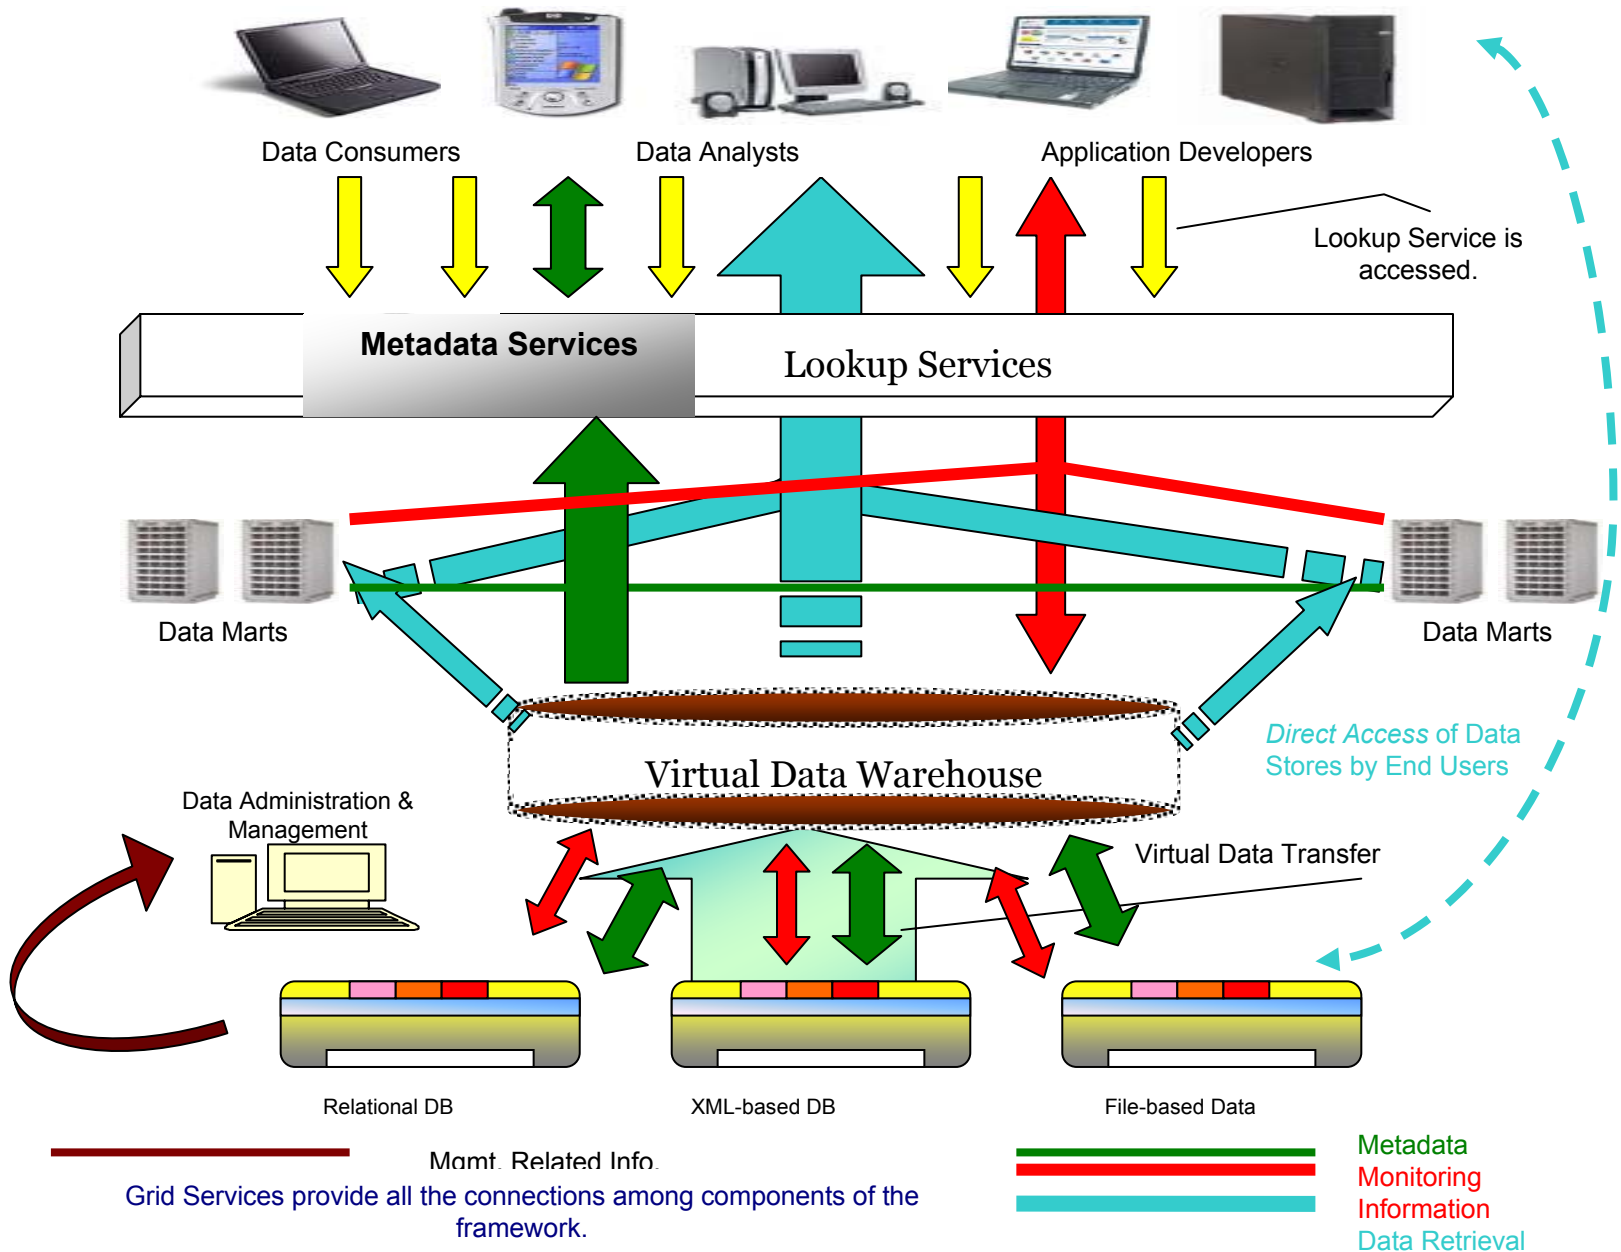 Data Consumers
Data Analysts
Application Developers
Lookup Service is
accessed.
Metadata Services
Lookup Services
Data Marts
Data Marts
Direct Access of Data
Stores by End Users
Virtual Data Warehouse
Data Administration &
Management
Virtual Data Transfer
Relational DB
XML-based DB
File-based Data
Mgmt. Related Info.
Grid Services provide all the connections among components of the
framework.
Metadata
Monitoring
Information
Data Retrieval